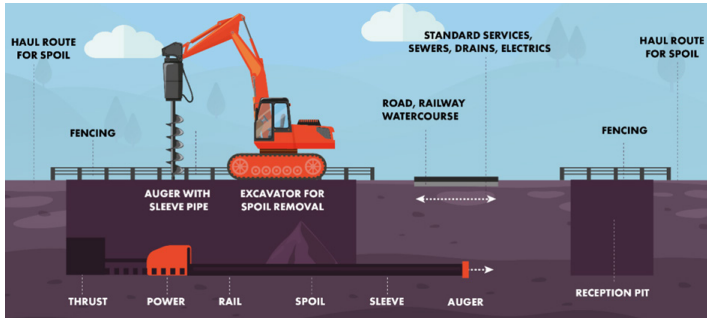 HAUL ROUTE
FOR SPOIL
STANDARD SERVICES,
SEWERS, DRAINS, ELECTRICS
HAUL ROUTE
FOR SPOIL
ROAD, RAILWAY
WATERCOURSE
FENCING
FENCING
AUGER WITH
SLEEVE PIPE
EXCAVATOR FOR
SPOIL REMOVAL
THRUST
POWER
RAIL
SPOIL
SLEEVE
AUGER
RECEPTION PIT